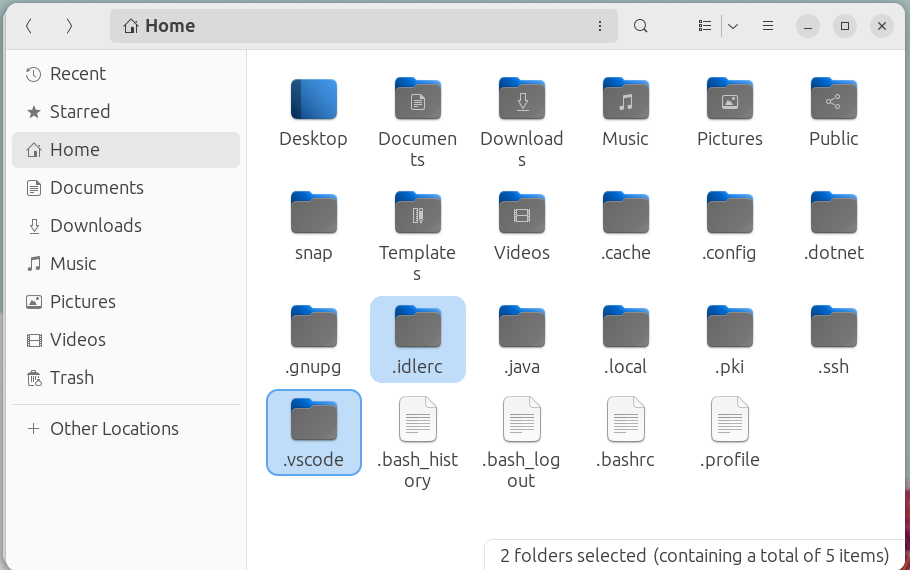 Home
Recent
Starred
Home
Documents
Downloads
Music
Pictures
Videos
Trash
Other Locations
Desktop
Documen
ts
Download
s
Music
Pictures
Public
snap
Template
s
Videos
.cache
.config
.dotnet
.gnupg
.idlerc
.java
.local
.pki
.ssh
.vscode
.bash_hist
ory
.bash_log
out
.bashrc
.profile
2 folders selected (containing a total of 5 items)